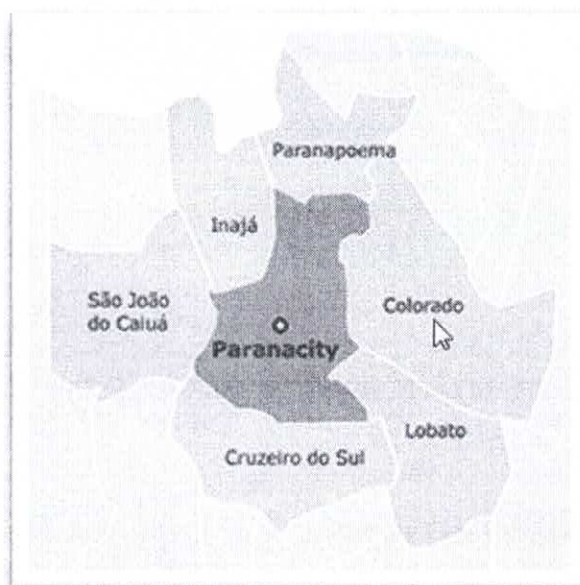 Paranapoema
Inajá
São João
do Caiuá
Colorado
Paranacity
Lobato
Cruzeiro do Sul